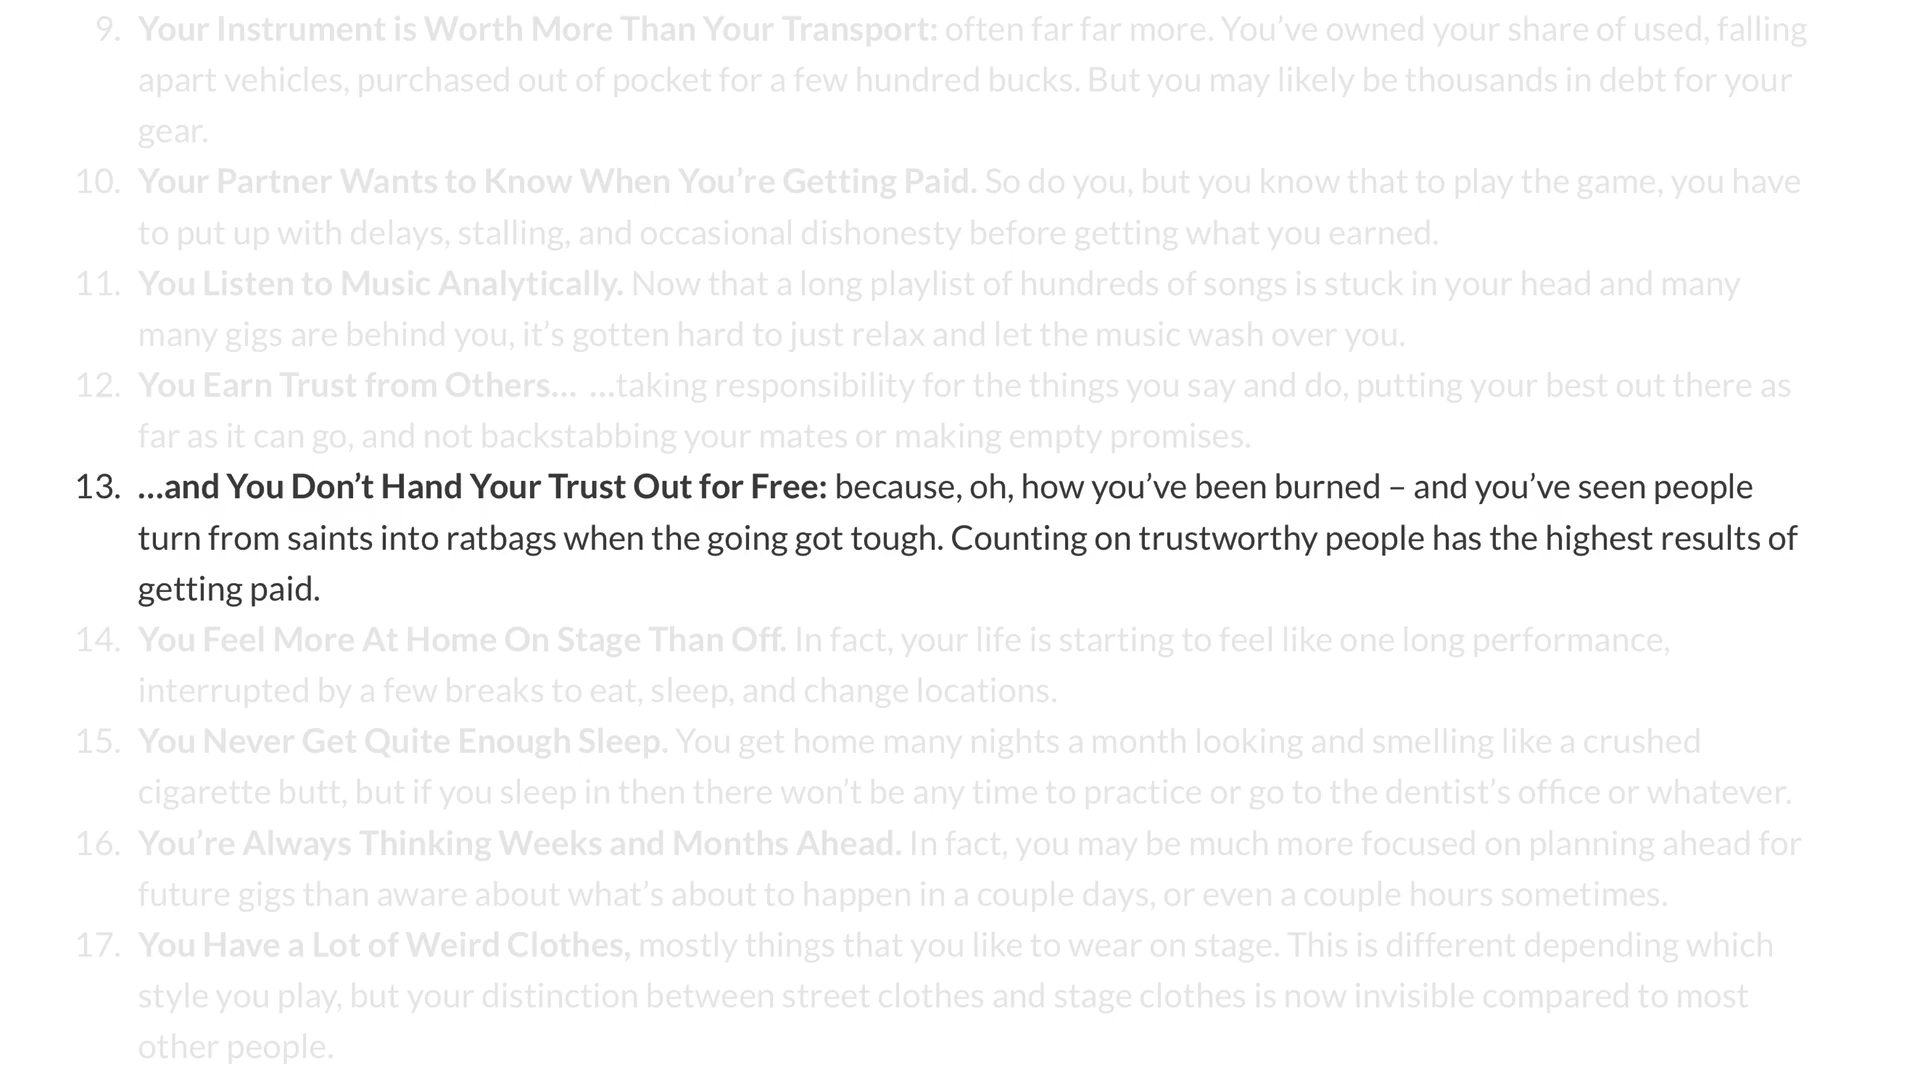 9. Your Instrument is Worth More Than Your Transport: often far far more. You’ve owned your share of used, falling
apart vehicles, purchased out of pocket for a few hundred bucks. But you may likely be thousands in debt for your
gear.
10. Your Partner Wants to Know When You’re Getting Paid. So do you, but you know that to play the game, you have
to put up with delays, stalling, and occasional dishonesty before getting what you earned.
11. You Listen to Music Analytically. Now that a long playlist of hundreds of songs is stuck in your head and many
many gigs are behind you, it’s gotten hard to just relax and let the music wash over you.
12. You Earn Trust from Others… …taking responsibility for the things you say and do, putting your best out there as
far as it can go, and not backstabbing your mates or making empty promises.
13. …and You Don’t Hand Your Trust Out for Free: because, oh, how you’ve been burned – and you’ve seen people
turn from saints into ratbags when the going got tough. Counting on trustworthy people has the highest results of
getting paid.
14. You Feel More At Home On Stage Than Off. In fact, your life is starting to feel like one long performance,
interrupted by a few breaks to eat, sleep, and change locations.
15. You Never Get Quite Enough Sleep. You get home many nights a month looking and smelling like a crushed
cigarette butt, but if you sleep in then there won’t be any time to practice or go to the dentist’s office or whatever.
16. You’re Always Thinking Weeks and Months Ahead. In fact, you may be much more focused on planning ahead for
future gigs than aware about what’s about to happen in a couple days, or even a couple hours sometimes.
17. You Have a Lot of Weird Clothes, mostly things that you like to wear on stage. This is different depending which
style you play, but your distinction between street clothes and stage clothes is now invisible compared to most
other people.